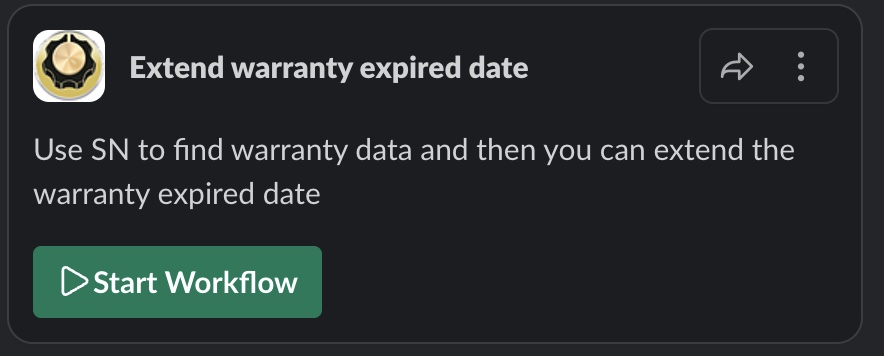 Extend warranty expired date
Use SN to find warranty data and then you can extend the
warranty expired date
Start Workflow